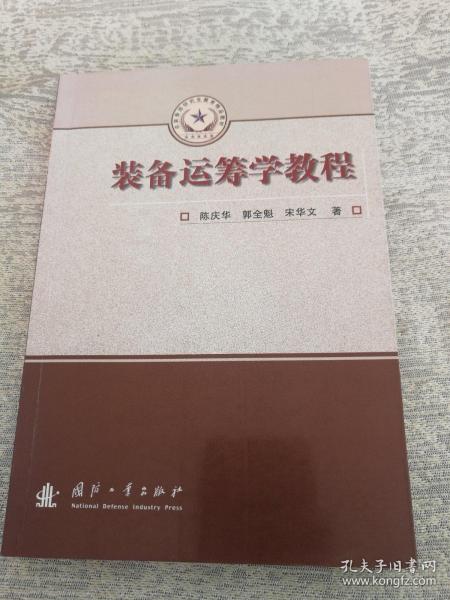 装备运筹学教程
陈庆华 郭全魁 宋华文 著
国防工业出版社
National Defense Industry Press
孔夫子旧书网
www.kongfz.com